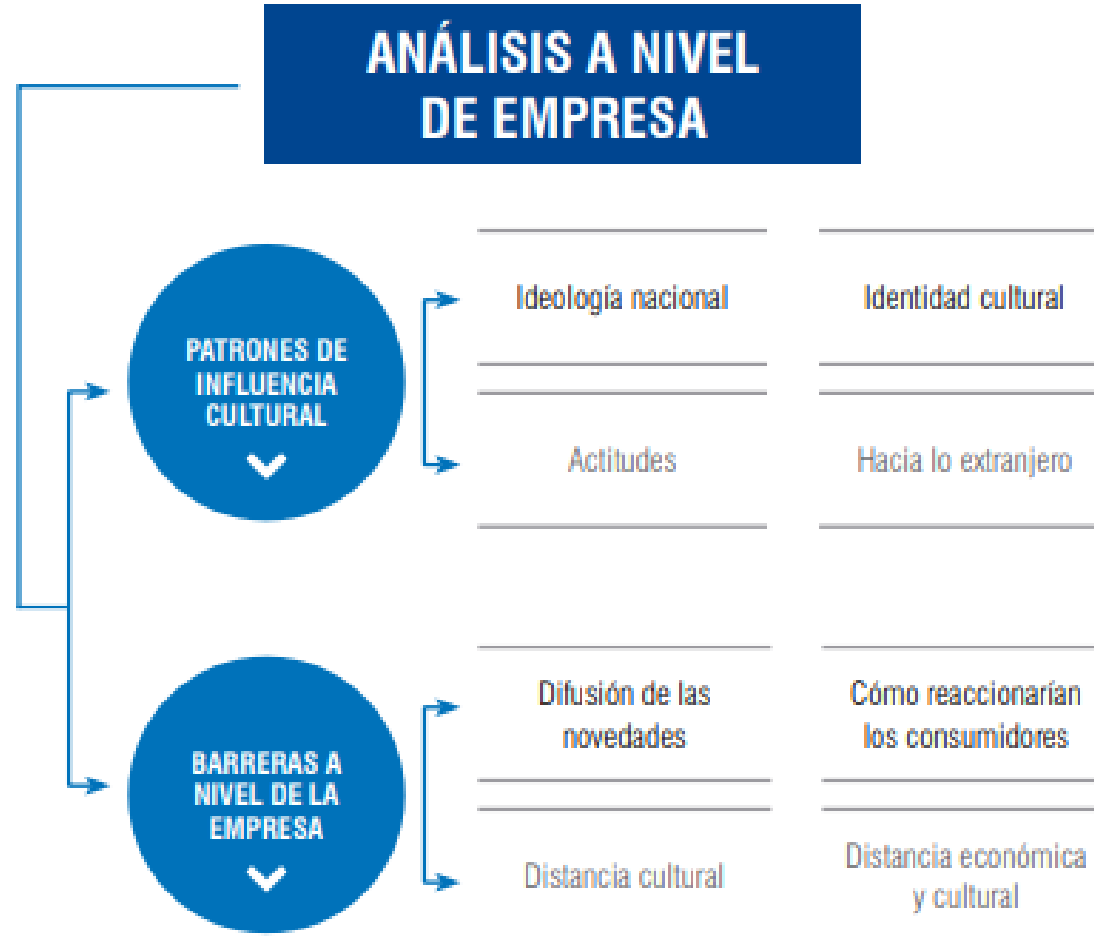 ANÁLISIS A NIVEL
DE EMPRESA
PATRONES DE
INFLUENCIA
CULTURAL
Ideología nacional
Identidad cultural
Actitudes
Hacia lo extranjero
BARRERAS A
NIVEL DE LA
EMPRESA
Difusión de las
novedades
Cómo reaccionarían
los consumidores
Distancia cultural
Distancia económica
y cultural